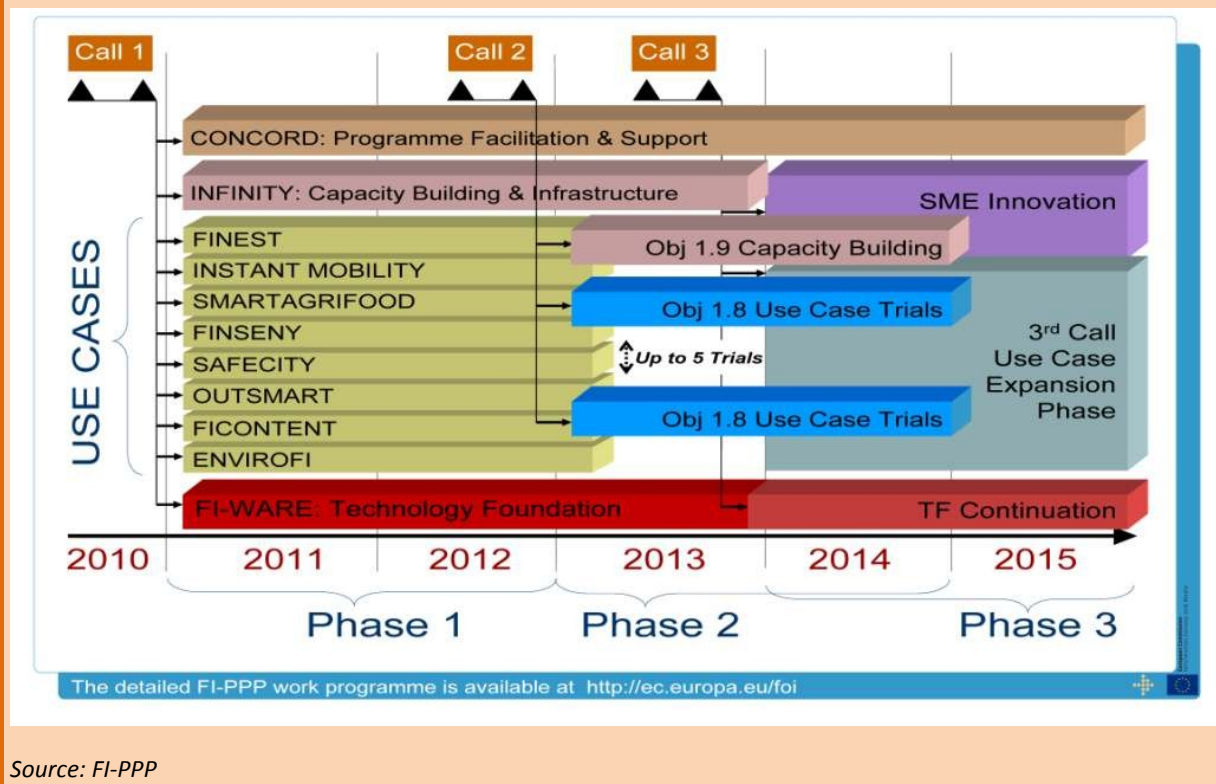 Call 1
Call 2
Call 3
CONCORD: Programme Facilitation & Support
INFINITY: Capacity Building & Infrastructure
SME Innovation
USE CASES
FINEST
Obj 1.9 Capacity Building
INSTANT MOBILITY
SMARTAGRIFOOD
Obj 1.8 Use Case Trials
FINSENY
3rd Call
Use Case
Expansion
Phase
SAFECITY
Up to 5 Trials
OUTSMART
FICONTENT
Obj 1.8 Use Case Trials
ENVIROFI
FI-WARE: Technology Foundation
TF Continuation
2010
2011
2012
2013
2014
2015
Phase 1
Phase 2
Phase 3
The detailed FI-PPP work programme is available at http://ec.europa.eu/foi
Source: FI-PPP